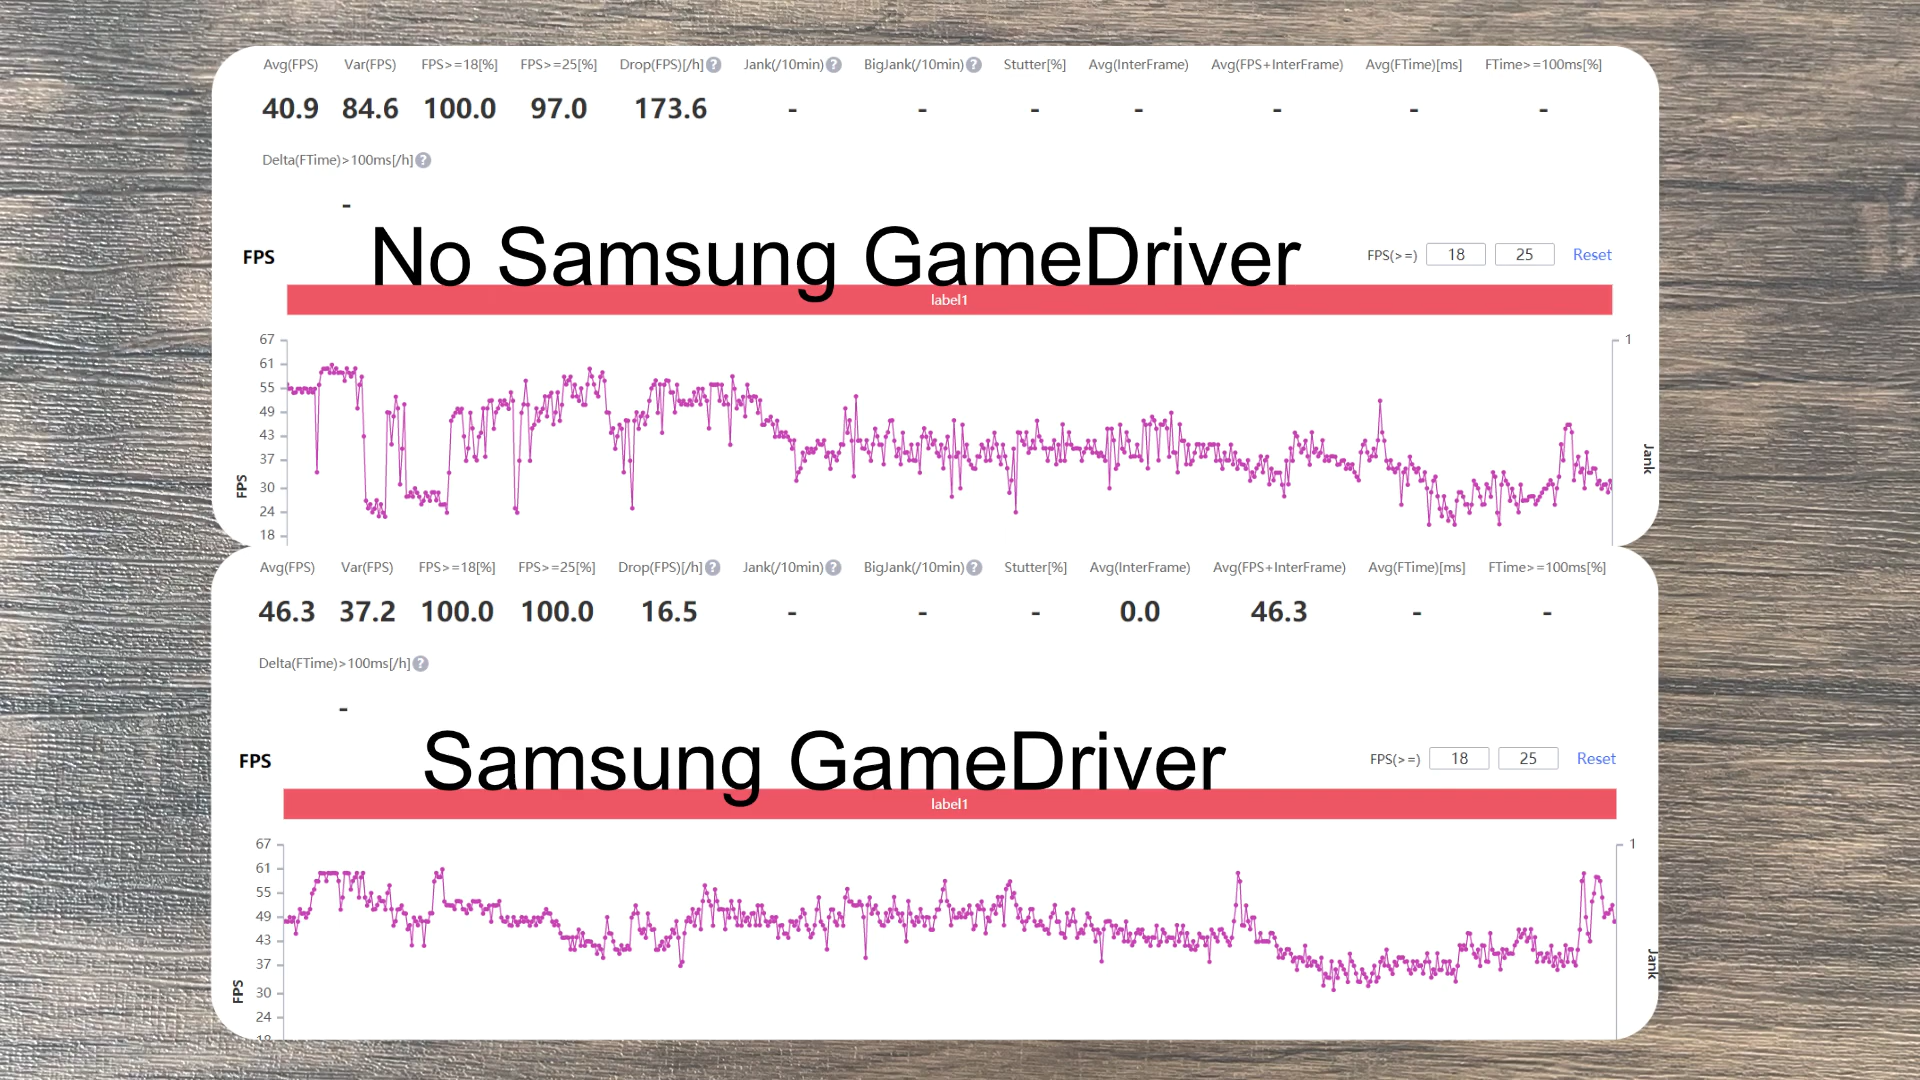 Avg(FPS) Var(FPS) FPS>=18[%] FPS>=25[%] Drop(FPS)[/h] ? Jank(/10min) ? BigJank(/10min) ? Stutter[%] Avg(InterFrame) Avg(FPS+InterFrame) Avg(FTime)[ms] FTime>=100ms[%]
40.9 84.6 100.0 97.0 173.6 - - - - - - -
Delta(FTime)>100ms[/h] ?
-
No Samsung GameDriver
FPS FPS(>=) 18 25 Reset
label1
67 1
61
55
49
43
37
30
24
18
FPS
Jank
Avg(FPS) Var(FPS) FPS>=18[%] FPS>=25[%] Drop(FPS)[/h] ? Jank(/10min) ? BigJank(/10min) ? Stutter[%] Avg(InterFrame) Avg(FPS+InterFrame) Avg(FTime)[ms] FTime>=100ms[%]
46.3 37.2 100.0 100.0 16.5 - - - 0.0 46.3 - -
Delta(FTime)>100ms[/h] ?
-
Samsung GameDriver
FPS FPS(>=) 18 25 Reset
label1
67 1
61
55
49
43
37
30
24
FPS
Jank